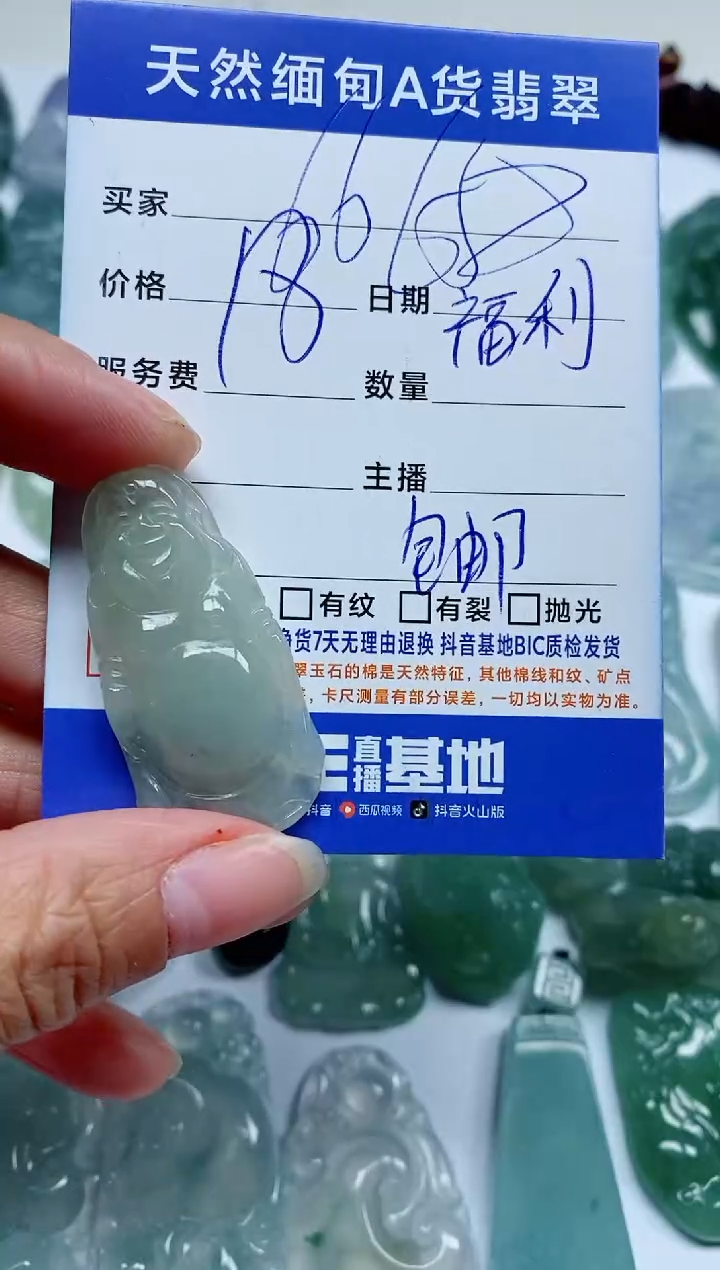 天然缅甸A货翡翠
买家
价格 18 日期 福利
服务费 数量
主播
包邮
有纹 有裂 抛光
货7天无理由退换 抖音基地BIC质检发货
翠玉石的棉是天然特征，其他棉线和纹、矿点
，卡尺测量有部分误差，一切均以实物为准。
直播基地
抖音 西瓜视频 抖音火山版